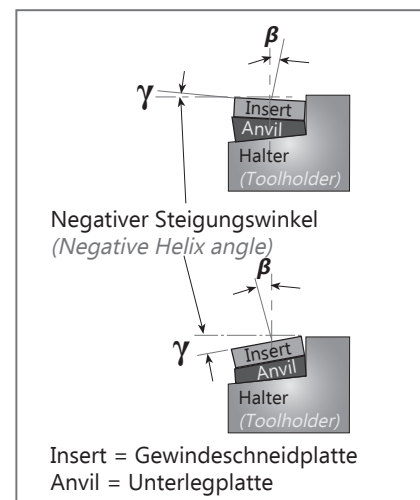 β
γ
Insert
Anvil
Halter
(Toolholder)
Negativer Steigungswinkel
(Negative Helix angle)
β
γ
Insert
Anvil
Halter
(Toolholder)
Insert = Gewindeschneidplatte
Anvil = Unterlegplatte